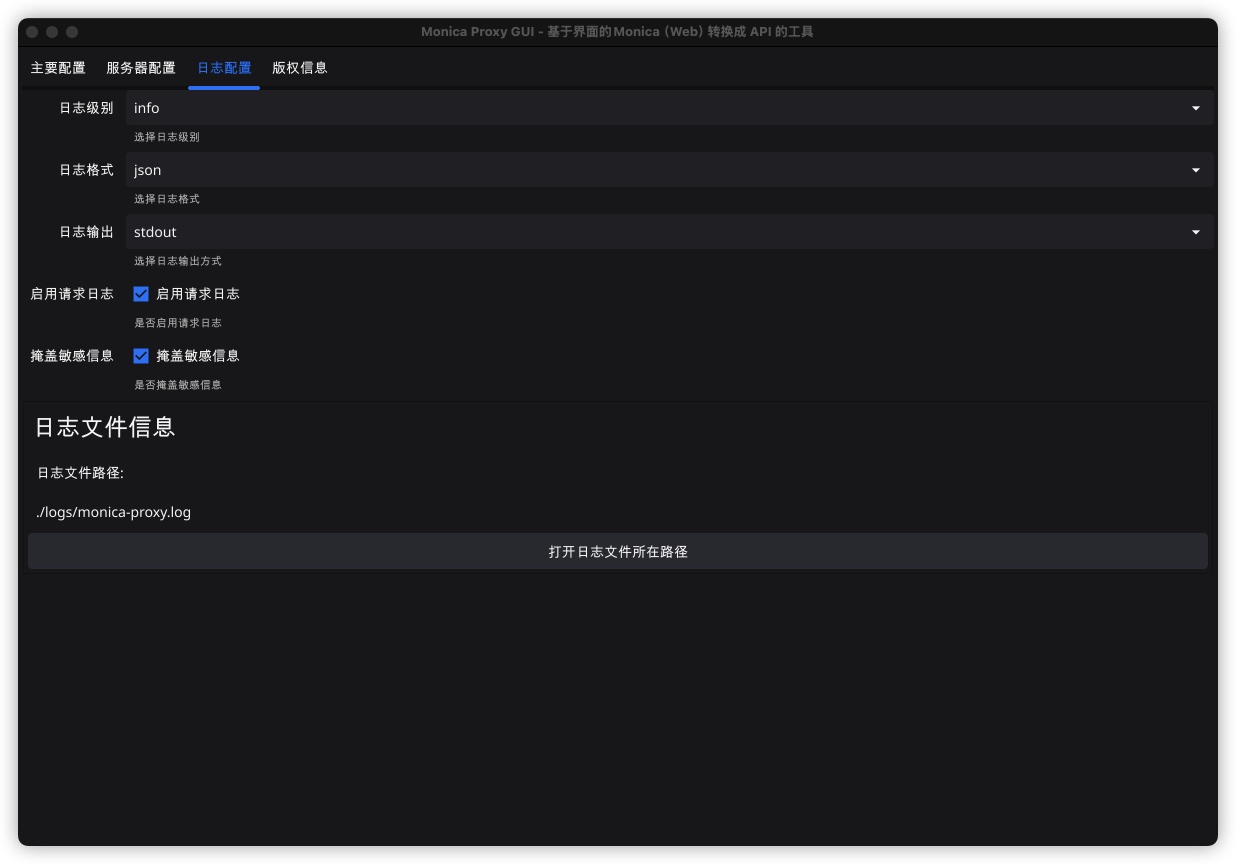 Monica Proxy GUI - 基于界面的Monica（Web）转换成 API 的工具
主要配置 服务器配置 日志配置 版权信息
日志级别 info
选择日志级别
日志格式 json
选择日志格式
日志输出 stdout
选择日志输出方式
启用请求日志 启用请求日志
是否启用请求日志
掩盖敏感信息 掩盖敏感信息
是否掩盖敏感信息
日志文件信息
日志文件路径:
./logs/monica-proxy.log
打开日志文件所在路径